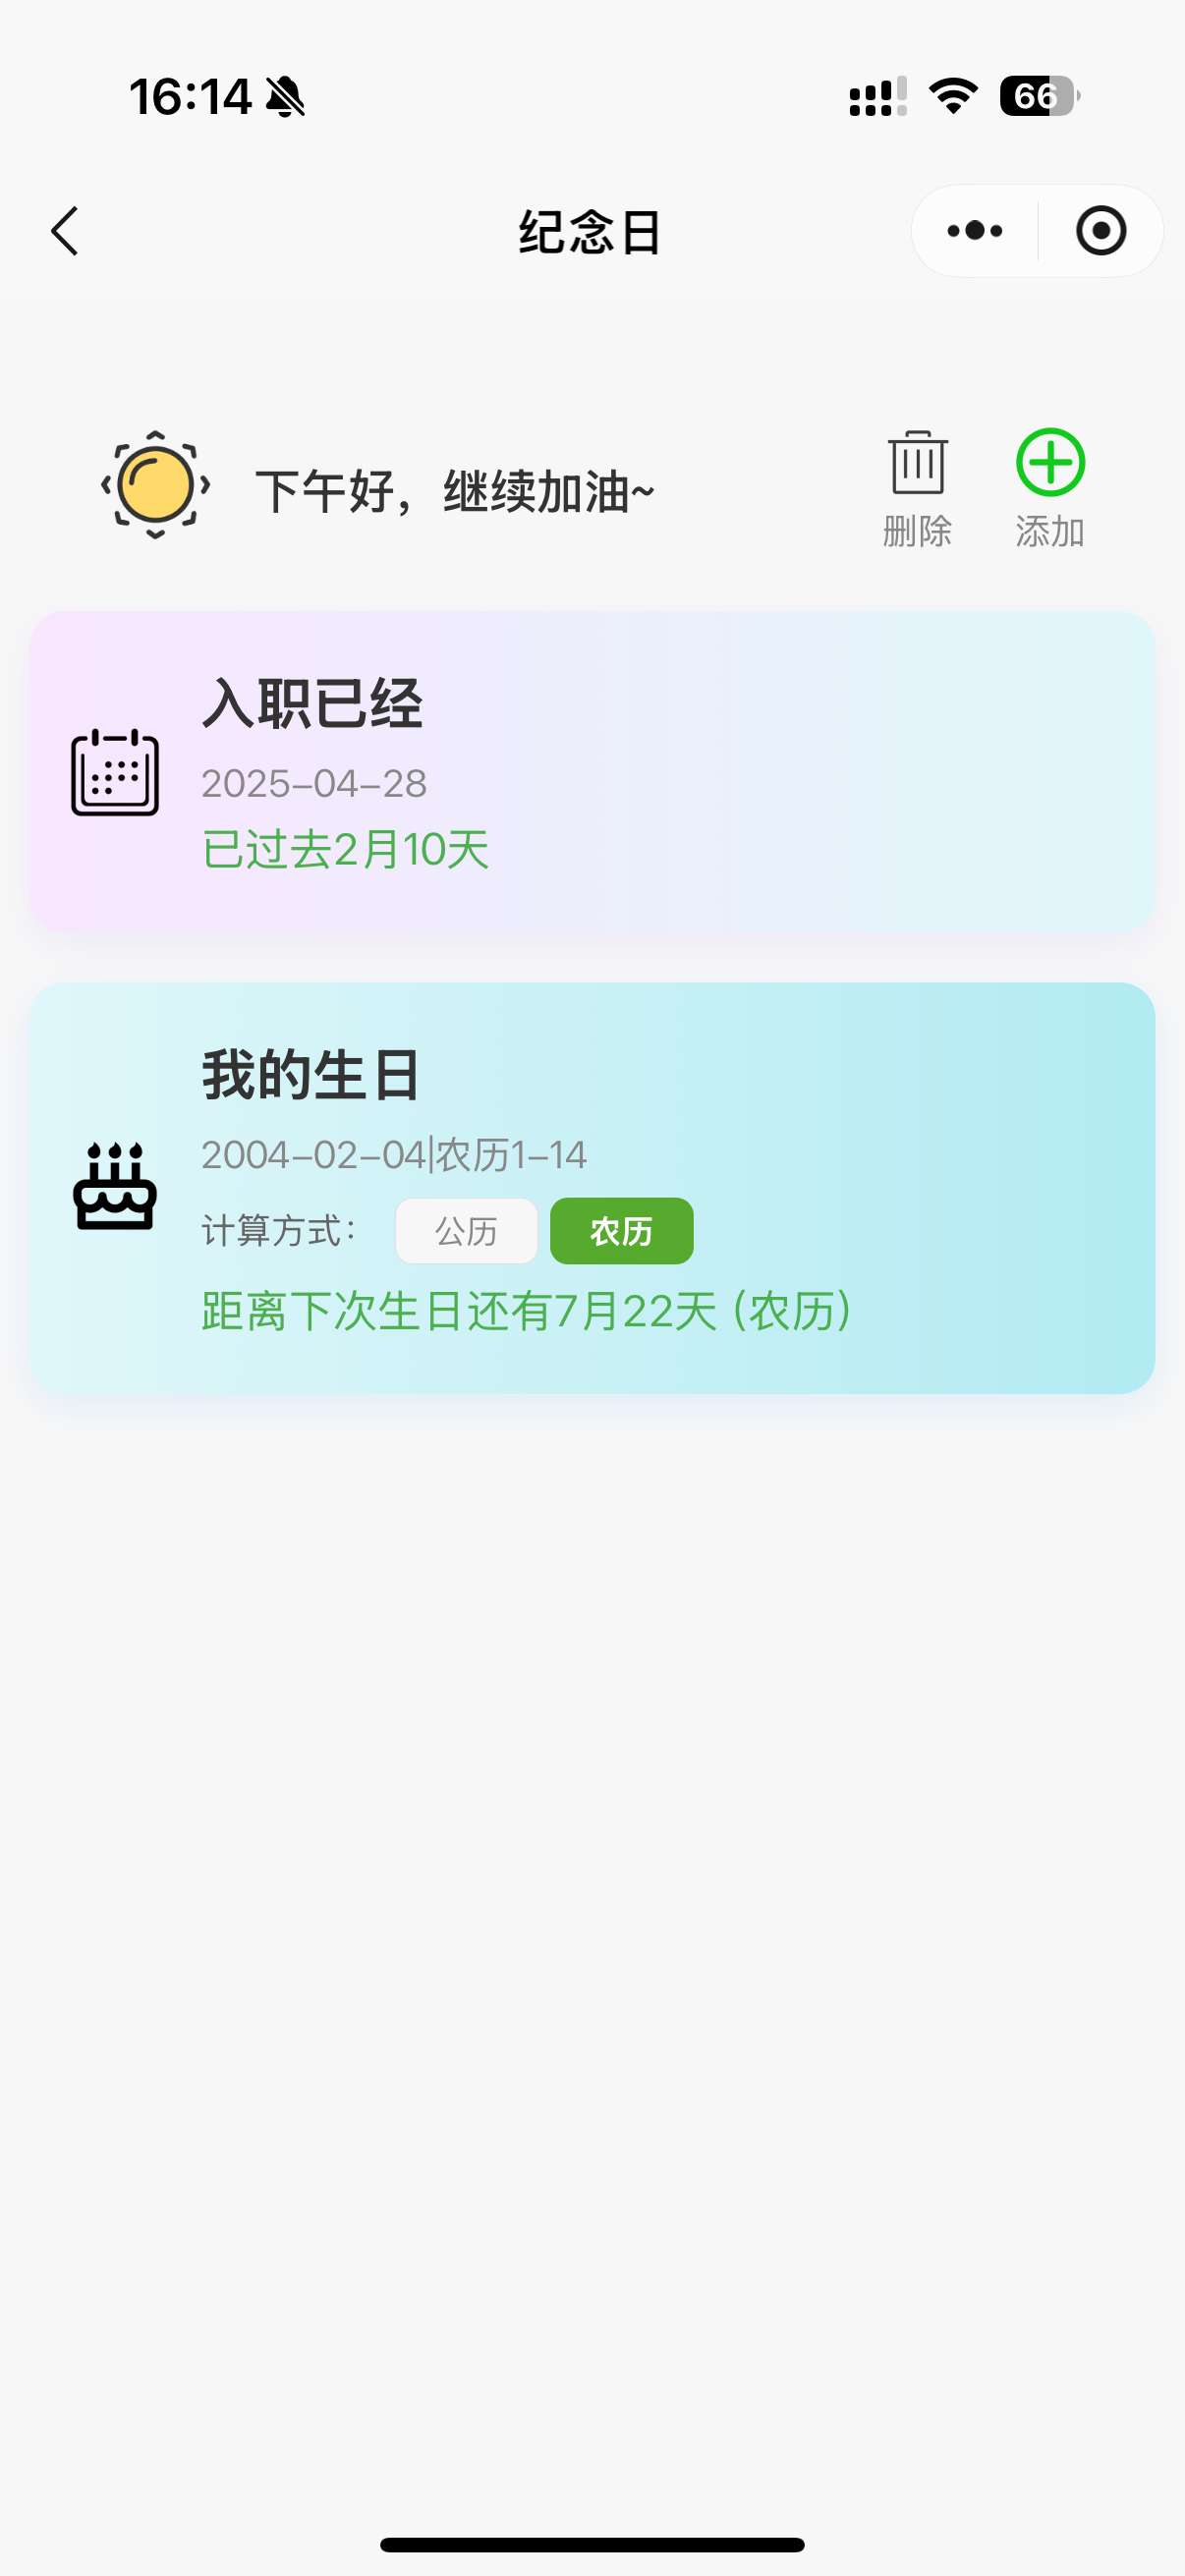 16:14
66
纪念日
下午好，继续加油~
删除
添加
入职已经
2025-04-28
已过去2月10天
我的生日
2004-02-04|农历1-14
计算方式：
公历
农历
距离下次生日还有7月22天（农历）